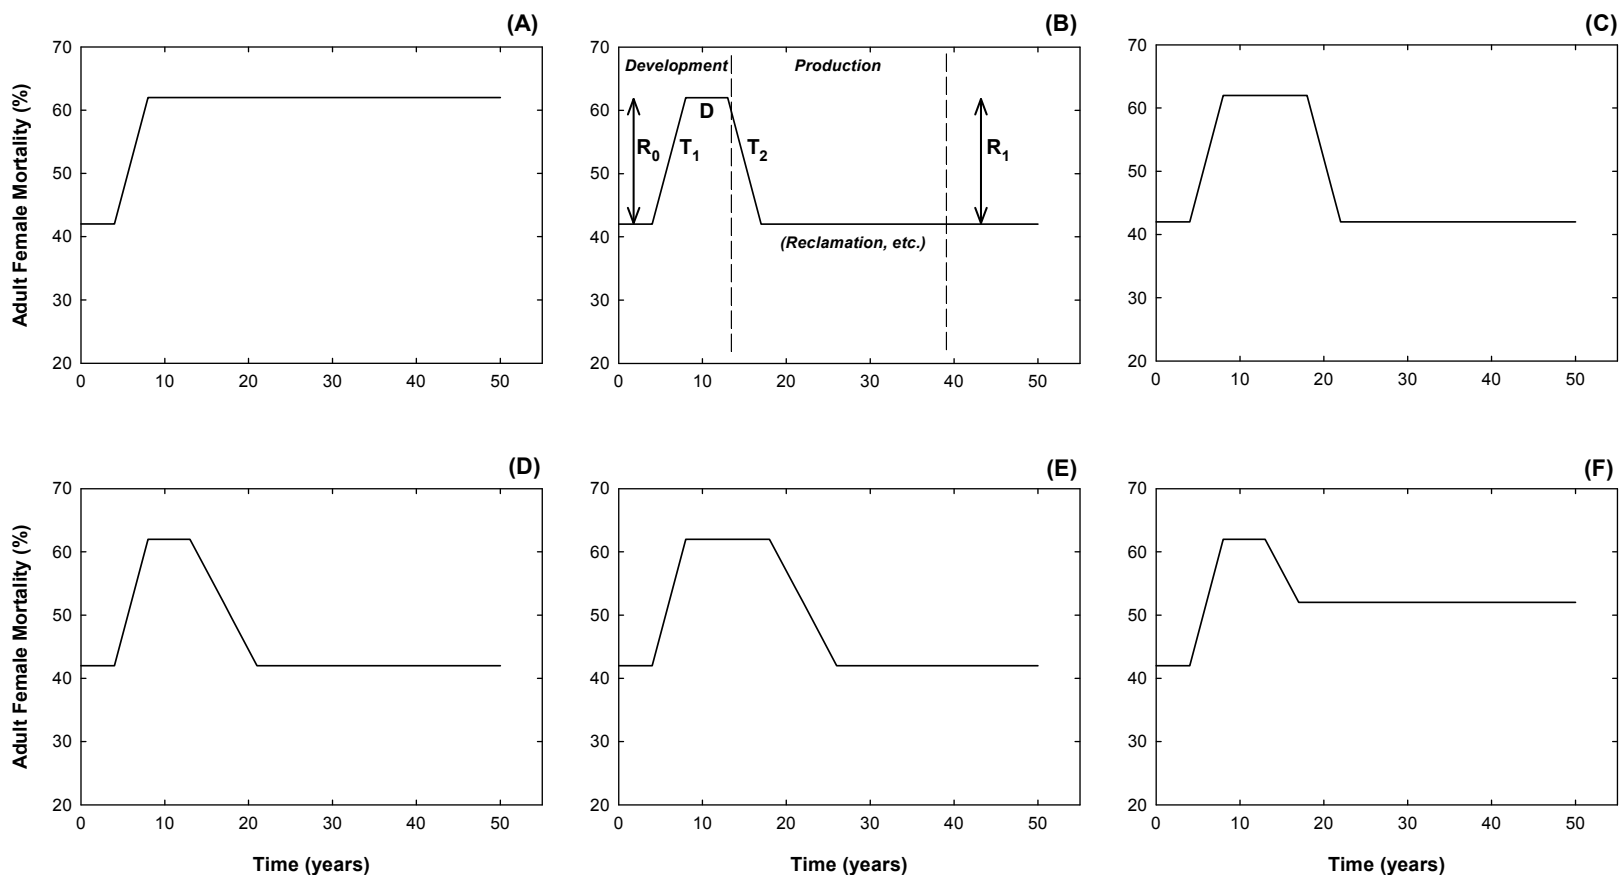 (A)
70
60
50
40
30
20
0 10 20 30 40 50
Adult Female Mortality (%)
(B)
70
60
50
40
30
20
0 10 20 30 40 50
Development
Production
D
R0
T1
T2
R1
(Reclamation, etc.)
(C)
70
60
50
40
30
20
0 10 20 30 40 50
(D)
70
60
50
40
30
20
0 10 20 30 40 50
Adult Female Mortality (%)
Time (years)
(E)
70
60
50
40
30
20
0 10 20 30 40 50
Time (years)
(F)
70
60
50
40
30
20
0 10 20 30 40 50
Time (years)